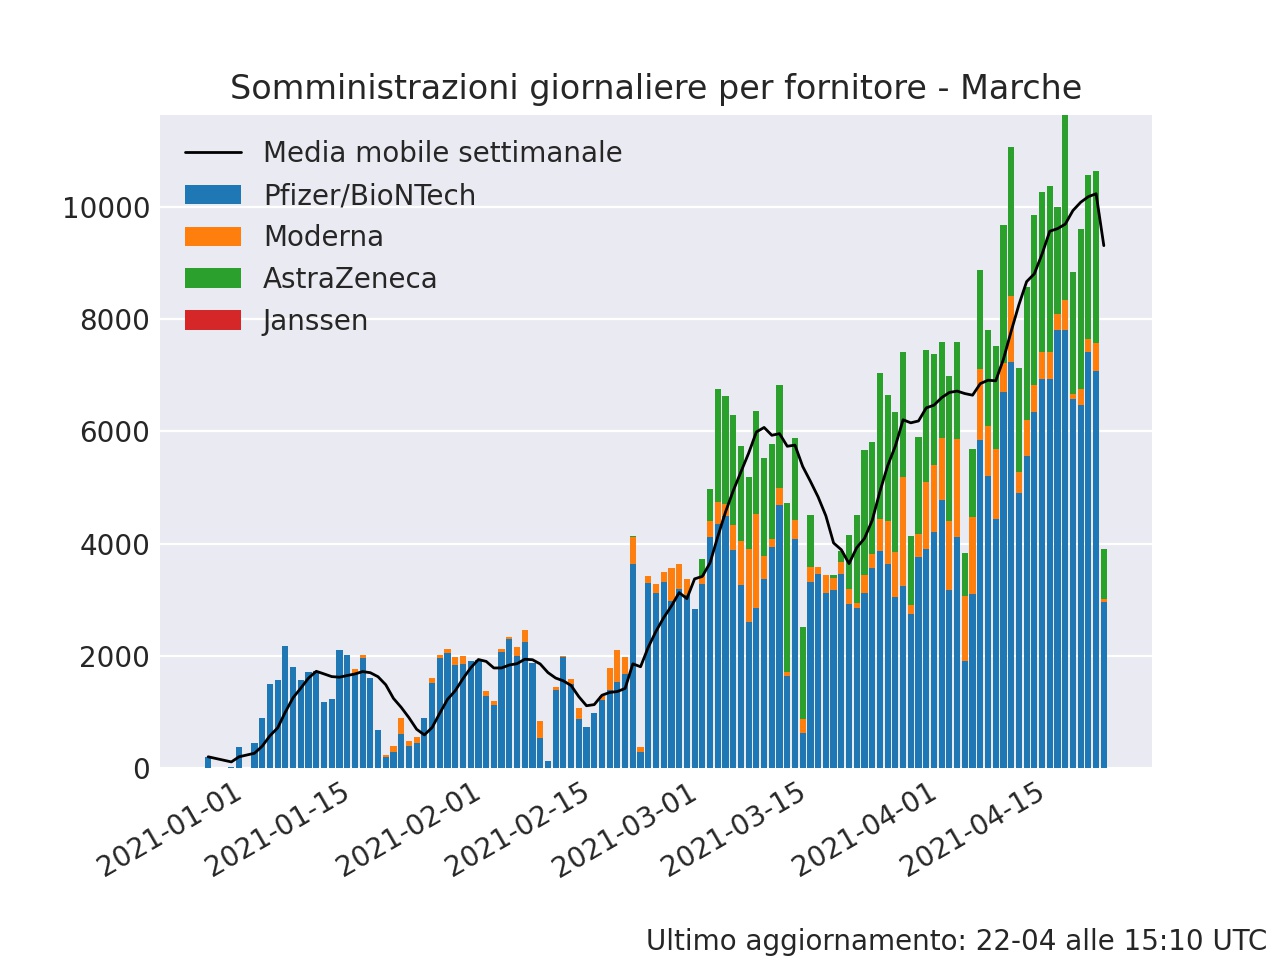 Somministrazioni giornaliere per fornitore - Marche
Media mobile settimanale
Pfizer/BioNTech
Moderna
AstraZeneca
Janssen
10000
8000
6000
4000
2000
0
2021-01-01
2021-01-15
2021-02-01
2021-02-15
2021-03-01
2021-03-15
2021-04-01
2021-04-15
Ultimo aggiornamento: 22-04 alle 15:10 UTC